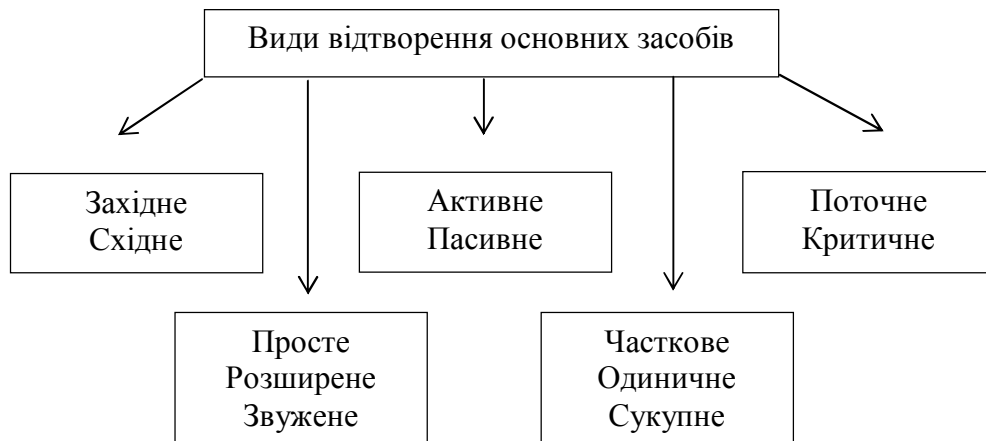 Види відтворення основних засобів
Західне
Східне
Активне
Пасивне
Поточне
Критичне
Просте
Розширене
Звужене
Часткове
Одиничне
Сукупне